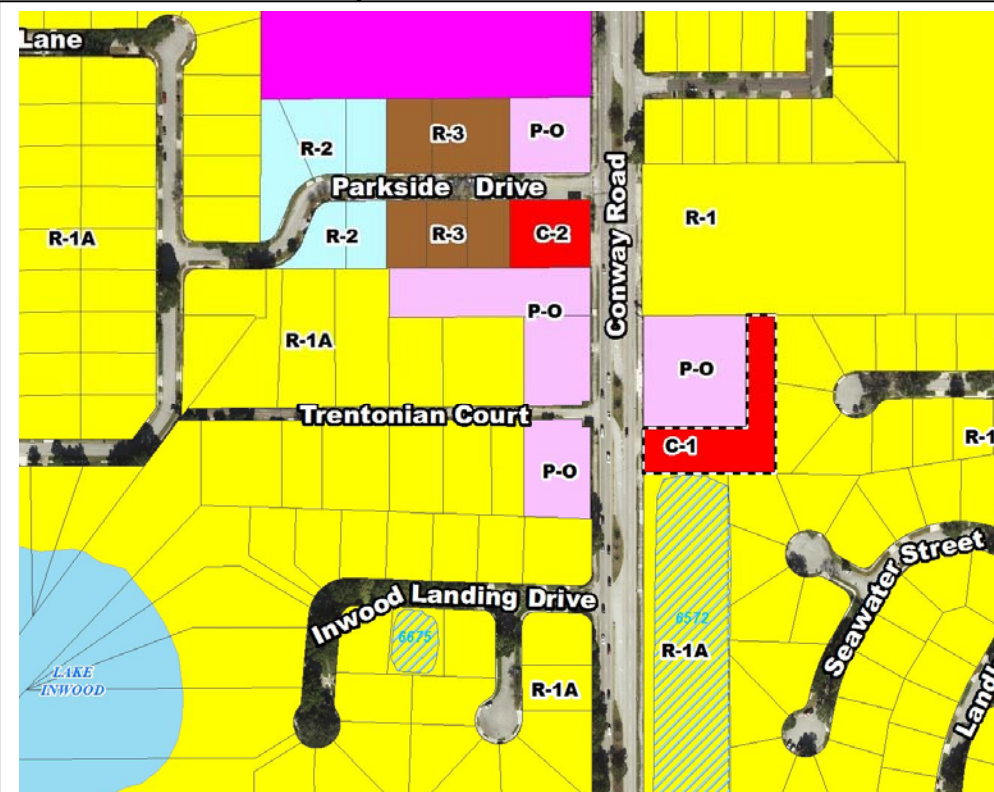 Lane
R-2
R-3
P-O
Parkside Drive
R-1A
R-2
R-3
C-2
Conway Road
R-1
P-O
R-1A
P-O
Trentonian Court
C-1
R-1
P-O
Seawater Street
Inwood Landing Drive
6675
6572
R-1A
LAKE
INWOOD
R-1A
Landi